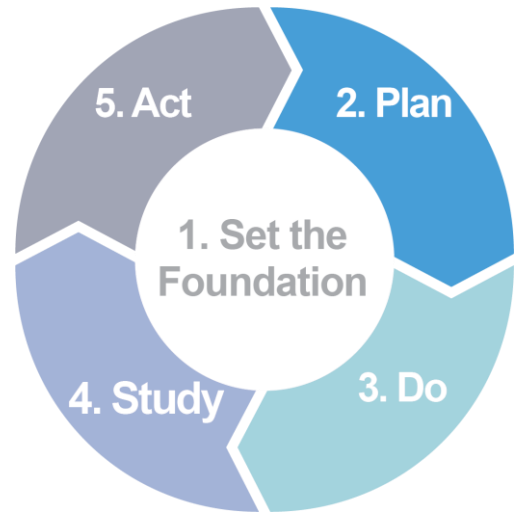 1. Set the
Foundation
2. Plan
3. Do
4. Study
5. Act